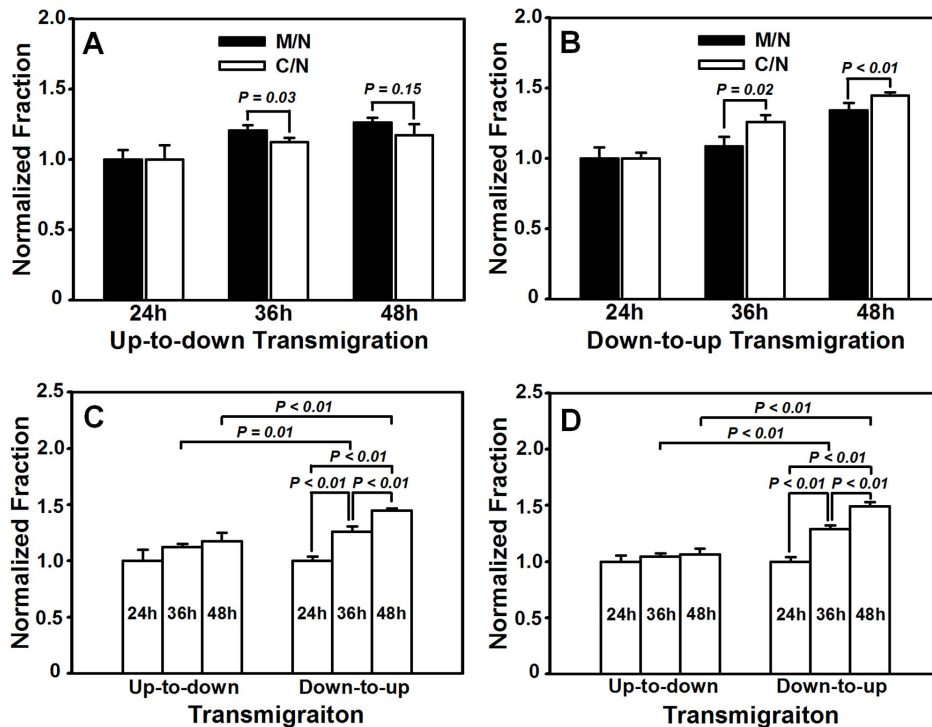 A
M/N
C/N
P = 0.03
P = 0.15
2.0
1.5
1.0
0.5
0
Normalized Fraction
24h
36h
48h
Up-to-down Transmigration
B
M/N
C/N
P = 0.02
P < 0.01
2.0
1.5
1.0
0.5
0
Normalized Fraction
24h
36h
48h
Down-to-up Transmigration
C
P < 0.01
P = 0.01
P < 0.01
P < 0.01
P < 0.01
2.5
2.0
1.5
1.0
0.5
0
Normalized Fraction
24h
36h
48h
24h
36h
48h
Up-to-down
Down-to-up
Transmigraiton
D
P < 0.01
P < 0.01
P < 0.01
P < 0.01
P < 0.01
2.5
2.0
1.5
1.0
0.5
0
Normalized Fraction
24h
36h
48h
24h
36h
48h
Up-to-down
Down-to-up
Transmigraiton